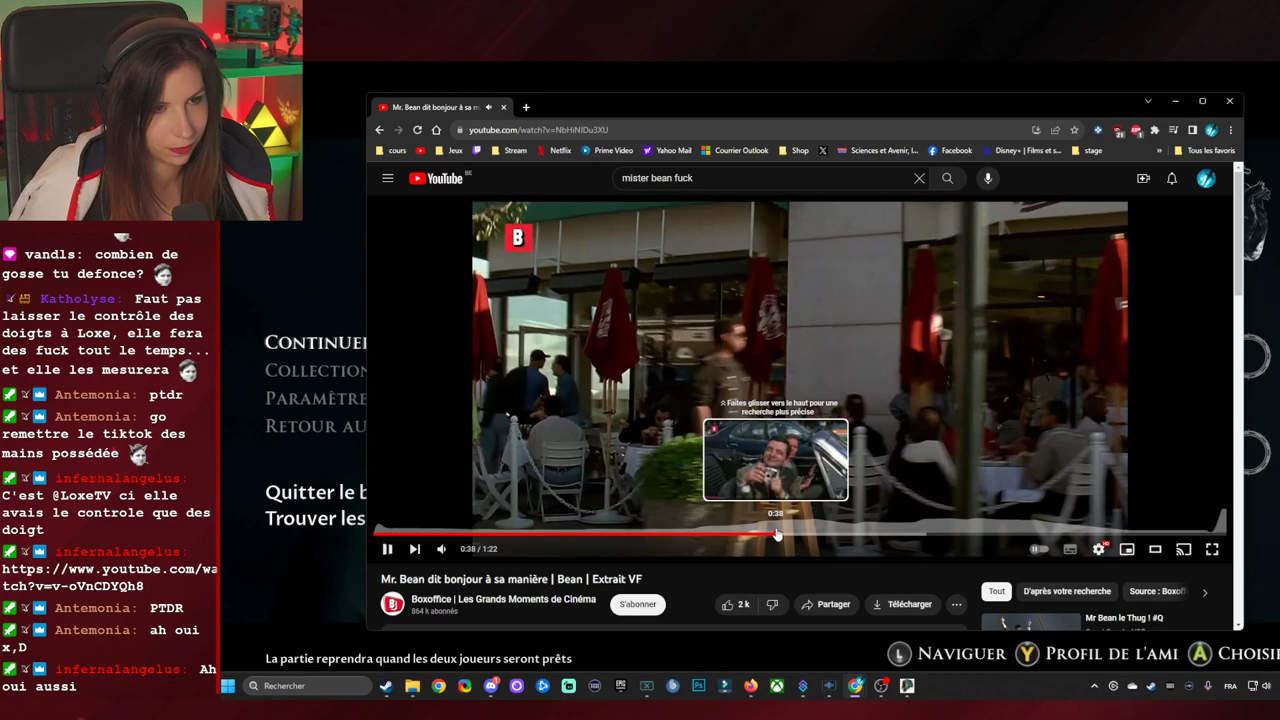 vandls: combien de
gosse tu defonce?
Katholyse: Faut pas
laisser le contrôle des
doigts à Loxe, elle fera
des fuck tout le temps...
et elle les mesurera
Antemonia: ptdr
Antemonia: go
remettre le tiktok des
mains possédée
infernalangelus:
C'est @LoxeTV ci elle
avais le controle que des
doigt
infernalangelus:
https://www.youtube.com/wa
tch?v=v-oVnCDYQh8
Antemonia: PTDR
Antemonia: ah oui
x,D
infernalangelus: Ah
oui aussi
Mr. Bean dit bonjour à sa m
youtube.com/watch?v=NbHiNlDu3XU
cours
Jeux
Stream
Netflix
Prime Video
Yahoo Mail
Courrier Outlook
Shop
Sciences et Avenir, l...
Facebook
Disney+ | Films et s...
stage
»
Tous les favoris
YouTube
BE
mister bean fuck
B
Faites glisser vers le haut pour une
recherche plus précise
0:38
0:38 / 1:22
HD
Mr. Bean dit bonjour à sa manière | Bean | Extrait VF
Boxoffice | Les Grands Moments de Cinéma
864 k abonnés
S'abonner
2 k
Partager
Télécharger
Tout
D'après votre recherche
Source : Boxoff
Mr Bean le Thug ! #Q
Continuer
Collection
Paramètre
Retour au
Quitter le b
Trouver les
La partie reprendra quand les deux joueurs seront prêts
L Naviguer
Y Profil de l'ami
A Choisi
Rechercher
FRA